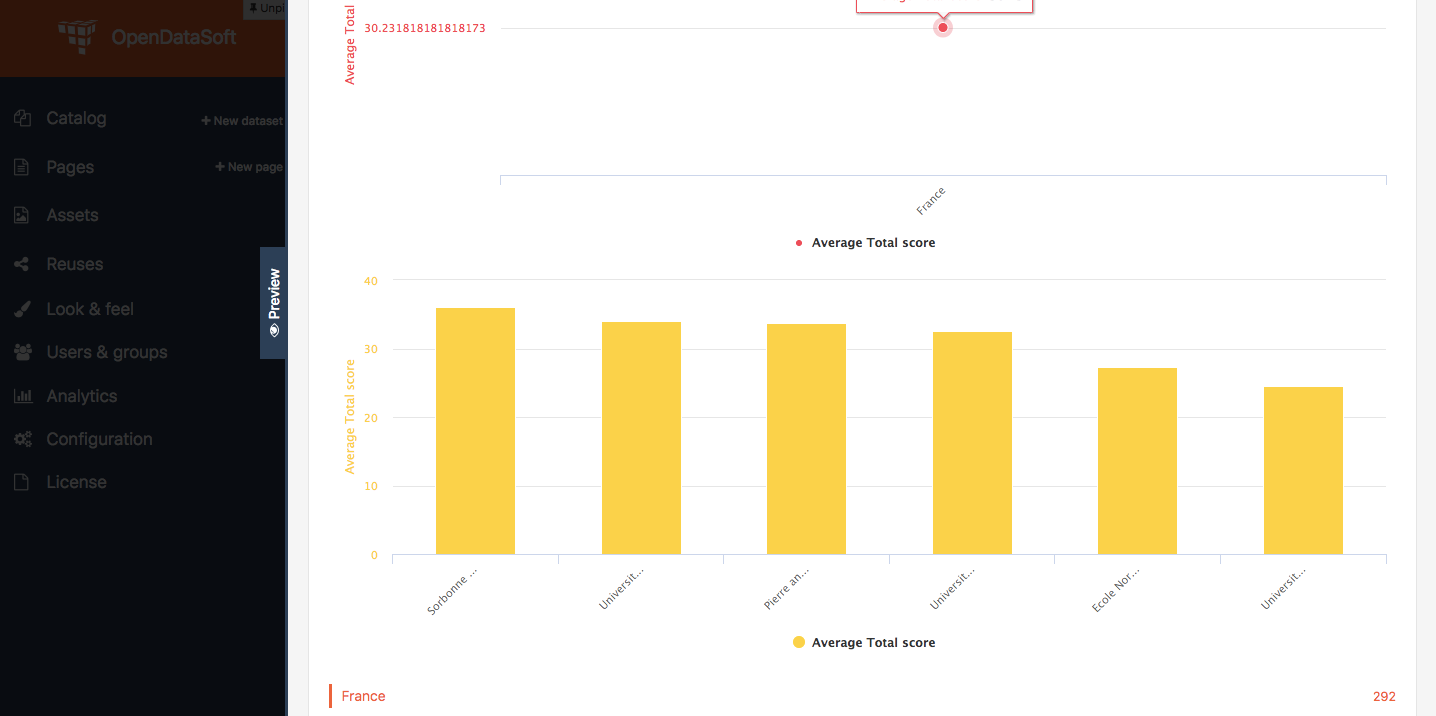 Unpi
OpenDataSoft
Catalog
+ New dataset
Pages
+ New page
Assets
Reuses
Look & feel
Users & groups
Analytics
Configuration
License
Preview
Average Total
30.231818181818173
France
Average Total score
Average Total score
40
30
20
10
0
Sorbonne ...
Universit...
Pierre an...
Universit...
Ecole Nor...
Universit...
Average Total score
France
292